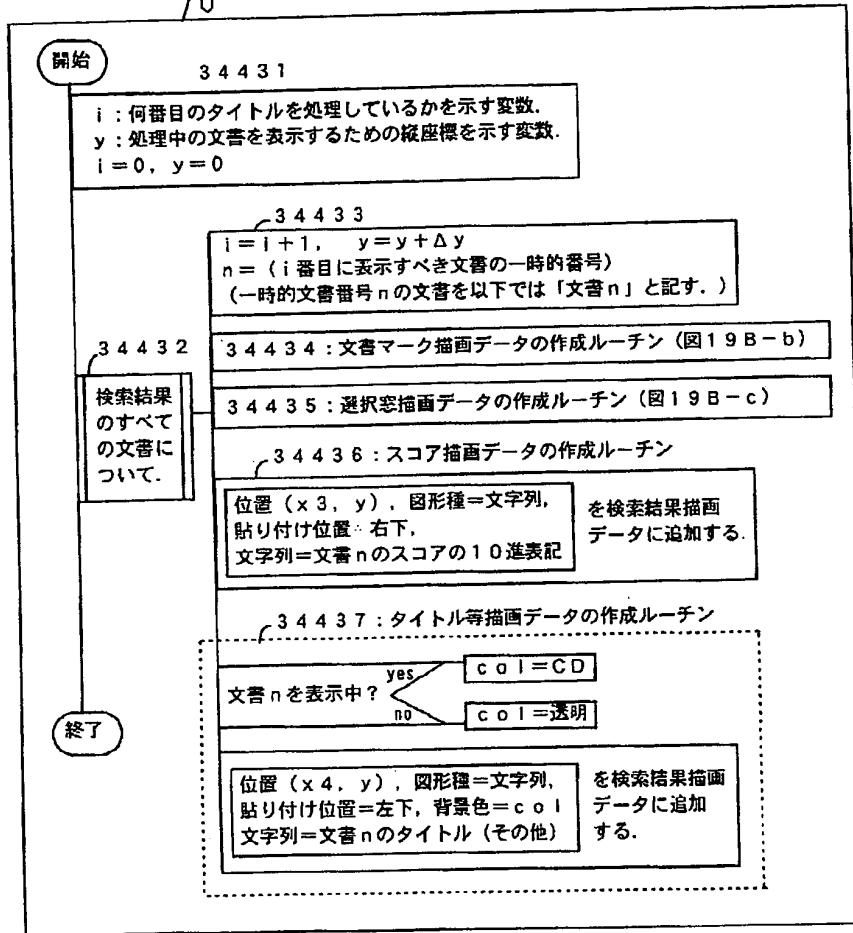 開始
34431
i:何番目のタイトルを処理しているかを示す変数.
y:処理中の文書を表示するための縦座標を示す変数.
i=0, y=0
34433
i=i+1, y=y+Δy
n=(i番目に表示すべき文書の一時的番号)
(一時的文書番号nの文書を以下では「文書n」と記す.)
34432
検索結果
のすべて
の文書に
ついて.
34434:文書マーク描画データの作成ルーチン(図19B-b)
34435:選択窓描画データの作成ルーチン(図19B-c)
34436:スコア描画データの作成ルーチン
位置(x3, y), 図形種=文字列,
貼り付け位置=右下,
文字列=文書nのスコアの10進表記
を検索結果描画
データに追加する.
34437:タイトル等描画データの作成ルーチン
文書nを表示中?
yes
col=CD
no
col=透明
位置(x4, y), 図形種=文字列,
貼り付け位置=左下, 背景色=col
文字列=文書nのタイトル(その他)
を検索結果描画
データに追加
する.
終了